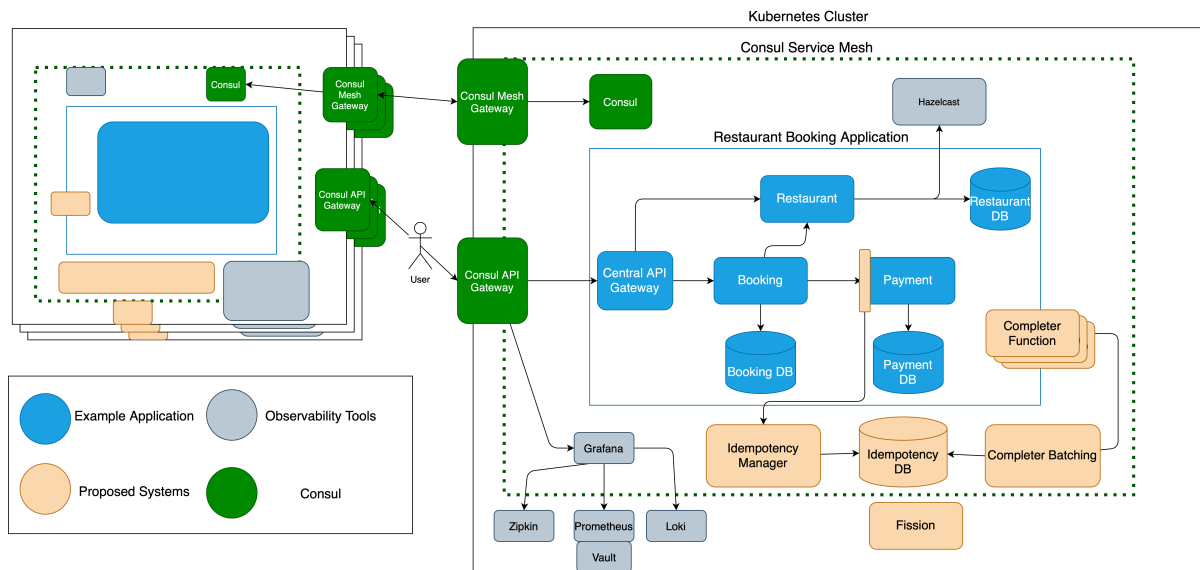 Kubernetes Cluster
Consul Service Mesh
Consul
Consul
Mesh
Gateway
Consul Mesh
Gateway
Consul
Hazelcast
Restaurant Booking Application
Consul API
Gateway
User
Consul API
Gateway
Central API
Gateway
Restaurant
Restaurant
DB
Booking
Payment
Booking DB
Payment
DB
Completer
Function
Example Application
Observability Tools
Proposed Systems
Consul
Grafana
Zipkin
Prometheus
Loki
Vault
Idempotency
Manager
Idempotency
DB
Completer Batching
Fission